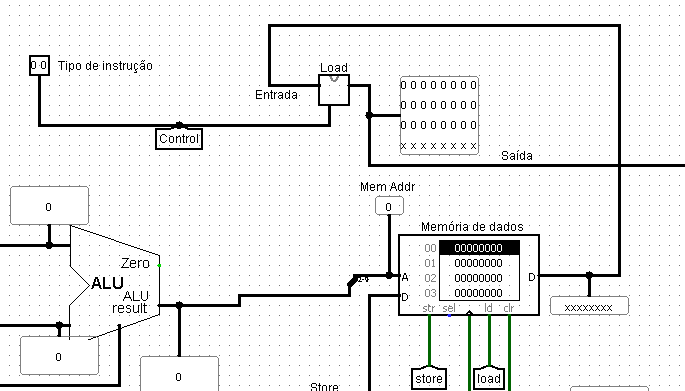 0 0
Tipo de instrução
Load
Entrada
Control
0 0 0 0 0 0 0 0
0 0 0 0 0 0 0 0
0 0 0 0 0 0 0 0
x x x x x x x x
Saída
Mem Addr
0
0
Memória de dados
Zero
ALU
ALU
result
2-6
A
D
00 00000000
01 00000000
02 00000000
03 00000000
D
str sel ld clr
xxxxxxxx
0
0
store
load
Store